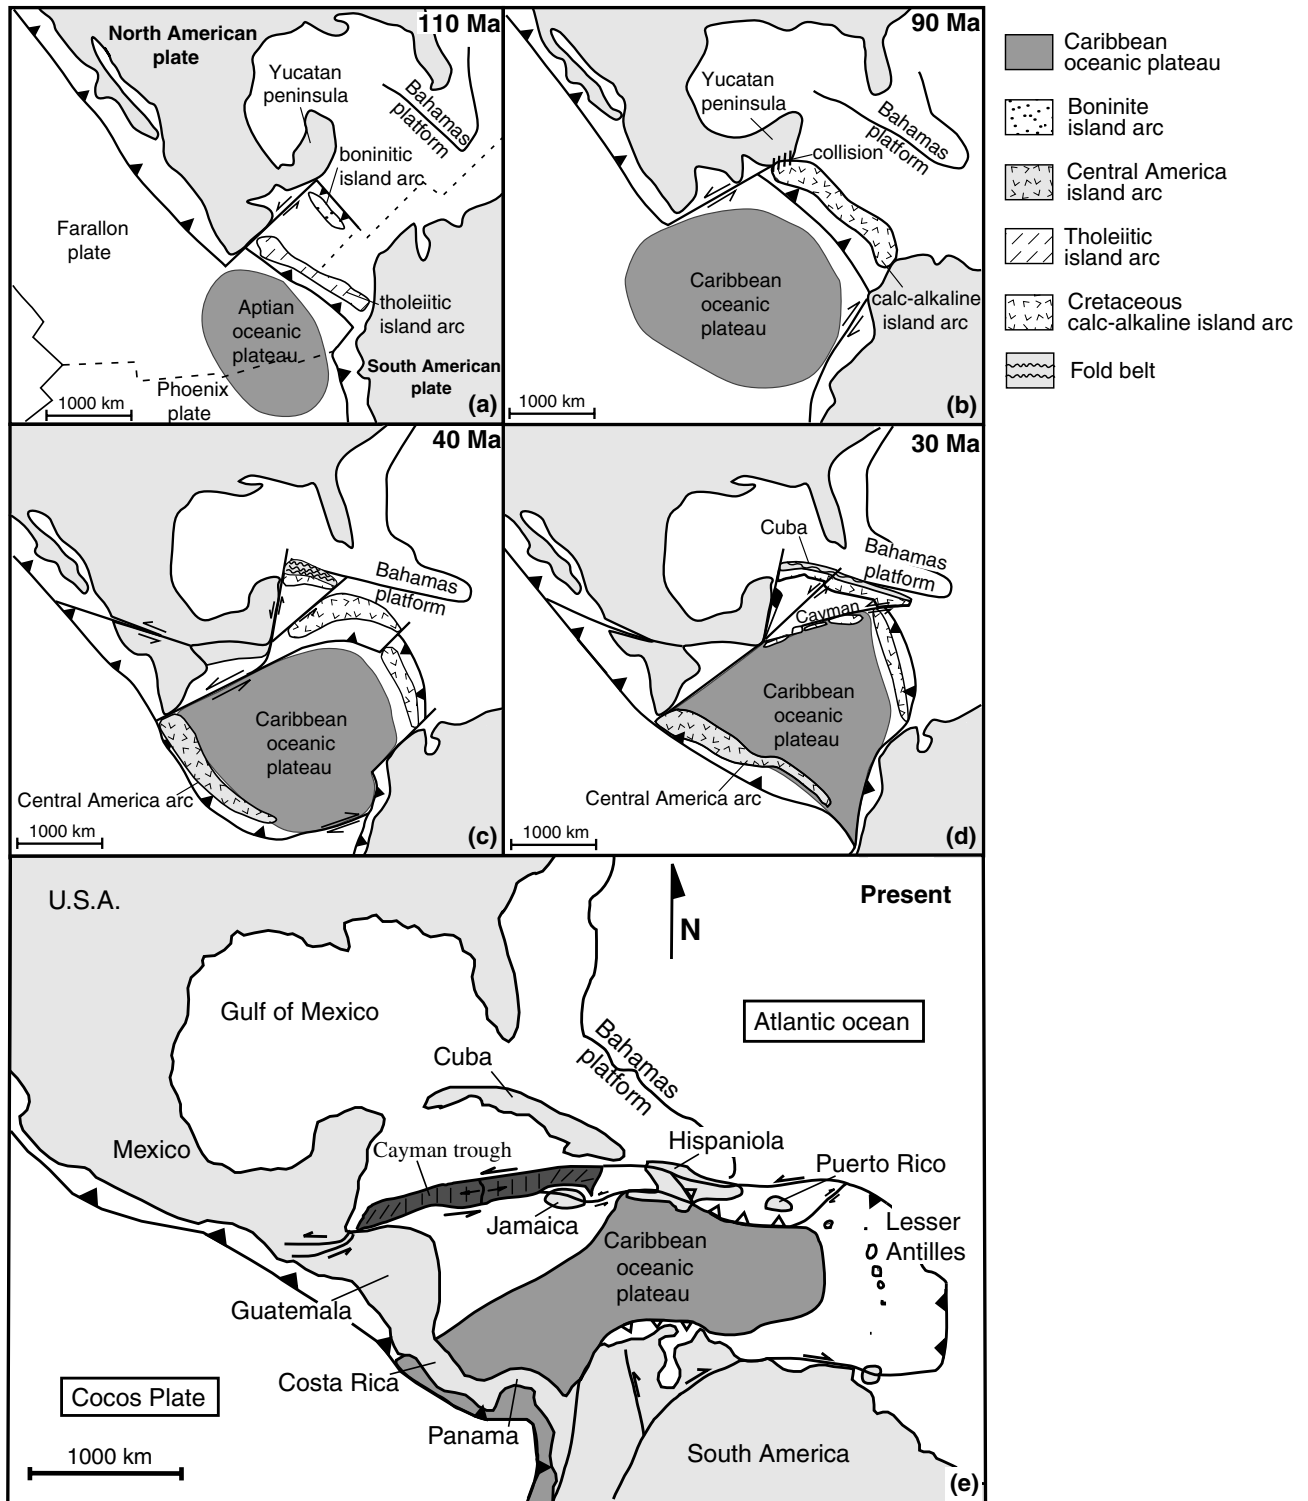 110 Ma
North American
plate
Yucatan
peninsula
Bahamas
platform
boninitic
island arc
Farallon
plate
Aptian
oceanic
plateau
tholeiitic
island arc
Phoenix
plate
South American
plate
1000 km
(a)
90 Ma
Yucatan
peninsula
Bahamas
platform
collision
Caribbean
oceanic
plateau
calc-alkaline
island arc
1000 km
(b)
Caribbean
oceanic plateau
Boninite
island arc
Central America
island arc
Tholeiitic
island arc
Cretaceous
calc-alkaline island arc
Fold belt
40 Ma
Bahamas
platform
Caribbean
oceanic
plateau
Central America arc
1000 km
(c)
30 Ma
Cuba
Bahamas
platform
Cayman
Caribbean
oceanic
plateau
Central America arc
1000 km
(d)
U.S.A.
Present
N
Gulf of Mexico
Atlantic ocean
Bahamas
platform
Cuba
Mexico
Cayman trough
Hispaniola
Puerto Rico
Jamaica
Lesser
Antilles
Caribbean
oceanic
plateau
Guatemala
Costa Rica
Cocos Plate
Panama
South America
1000 km
(e)